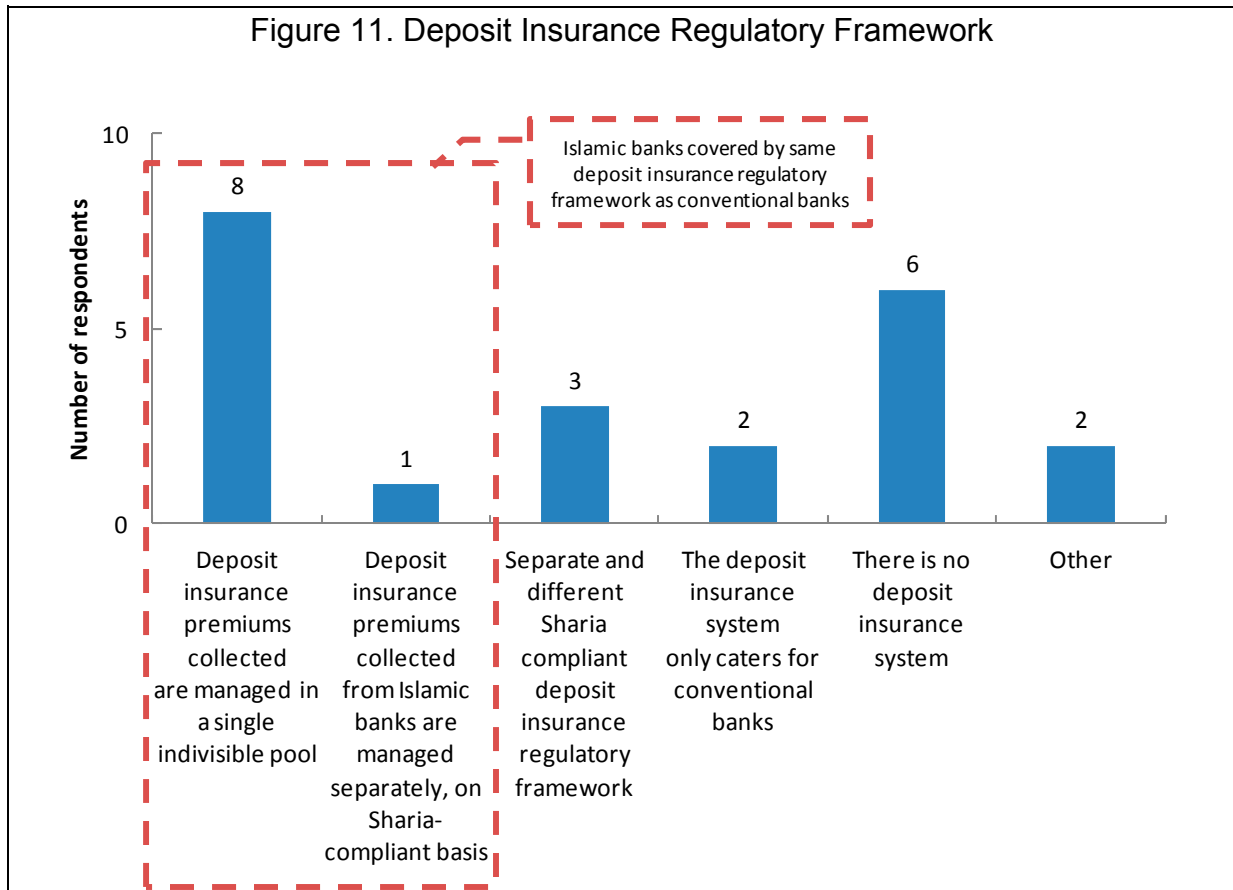 Figure 11. Deposit Insurance Regulatory Framework
Islamic banks covered by same
deposit insurance regulatory
framework as conventional banks
Number of respondents
10
5
0
8
1
3
2
6
2
Deposit
insurance
premiums
collected
are managed in
a single
indivisible pool
Deposit
insurance
premiums
collected
from Islamic
banks are
managed
separately, on
Sharia-
compliant basis
Separate and
different
Sharia
compliant
deposit
insurance
regulatory
framework
The deposit
insurance
system
only caters for
conventional
banks
There is no
deposit
insurance
system
Other